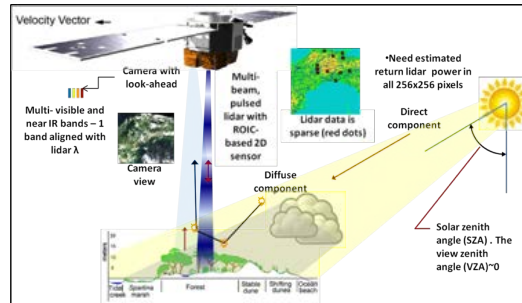 Velocity Vector
Camera with
look-ahead
Multi- visible and
near IR bands – 1
band aligned with
lidar λ
Camera
view
Multi-
beam,
pulsed
lidar with
ROIC-
based 2D
sensor
Lidar data is
sparse (red dots)
•Need estimated
return lidar power in
all 256x256 pixels
Direct
component
Diffuse
component
Solar zenith
angle (SZA) . The
view zenith
angle (VZA)~0
meters
Tidal
creek
Spartina
marsh
Forest
Stable
dune
Shifting
dunes
Ocean
beach